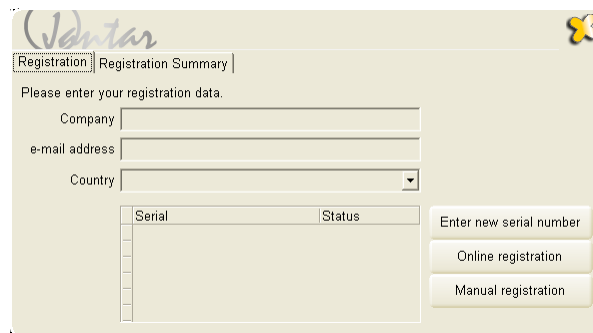 Jantar
Registration Registration Summary
Please enter your registration data.
Company
e-mail address
Country
Serial Status
Enter new serial number
Online registration
Manual registration